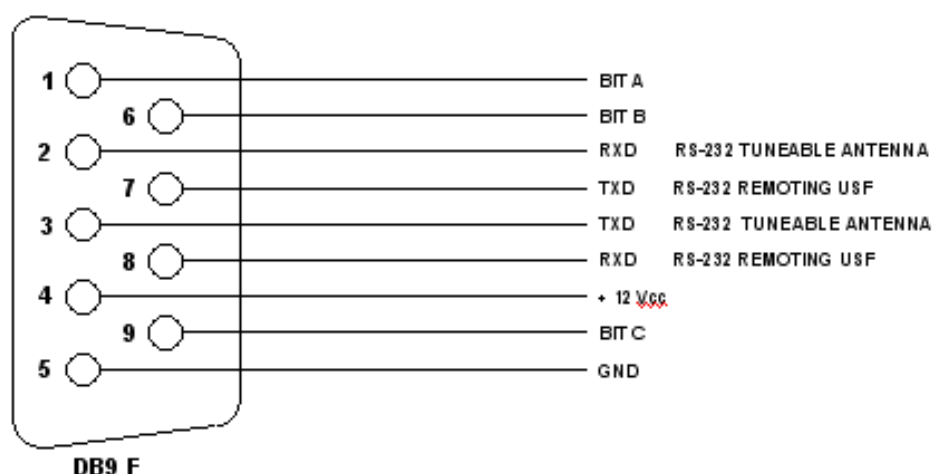 1 BIT A
6 BIT B
2 RXD RS-232 TUNEABLE ANTENNA
7 TXD RS-232 REMOTING USF
3 TXD RS-232 TUNEABLE ANTENNA
8 RXD RS-232 REMOTING USF
4 + 12 Vcc
9 BIT C
5 GND
DB9 F